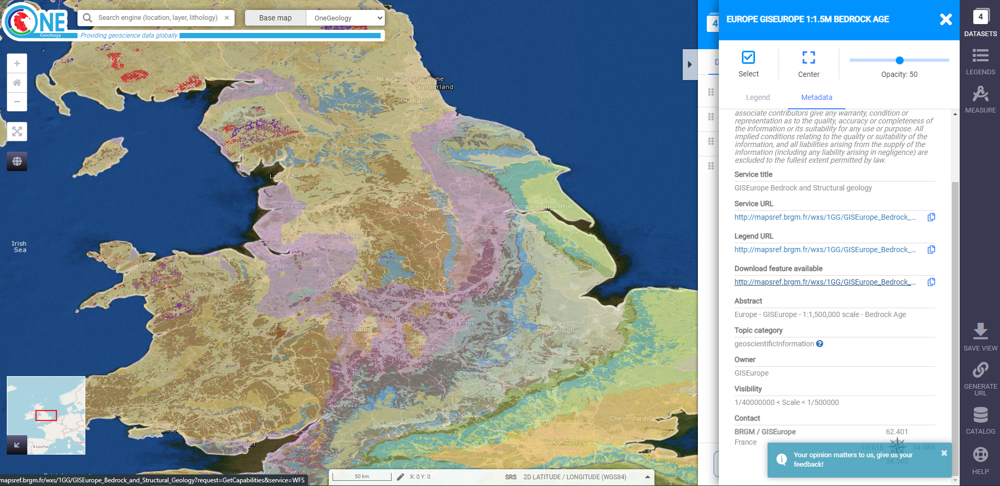 ONE
Geology
Providing geoscience data globally
Search engine (location, layer, lithology) ×
Base map
OneGeology
4
EUROPE GISEUROPE 1:1.5M BEDROCK AGE
4
DATASETS
LEGENDS
MEASURE
SAVE VIEW
GENERATE
URL
CATALOG
HELP
D
Select
Center
Opacity: 50
Legend
Metadata
associate contributors give any warranty, condition or
representation as to the quality, accuracy or completeness of
the information or its suitability for any use or purpose. All
implied conditions relating to the quality or suitability of the
information, and all liabilities arising from the supply of the
information (including any liability arising in negligence) are
excluded to the fullest extent permitted by law.
Service title
GISEurope Bedrock and Structural geology
Service URL
http://mapsref.brgm.fr/wxs/1GG/GISEurope_Bedrock_...
Legend URL
http://mapsref.brgm.fr/wxs/1GG/GISEurope_Bedrock_...
Download feature available
http://mapsref.brgm.fr/wxs/1GG/GISEurope_Bedrock_...
Abstract
Europe - GISEurope - 1:1,500,000 scale - Bedrock Age
Topic category
geoscientificInformation ?
Owner
GISEurope
Visibility
1/40000000 < Scale < 1/500000
Contact
BRGM / GISEurope
France
62.401
-10.618
34.586
34.562
Your opinion matters to us, give us your
feedback!
Newcastle upon Tyne
Sunderland
Carlisle
Durham
Ripon
Lancaster
York
Preston
Wakefield
Kingston upon Hull
Manchester
Liverpool
Sheffield
Irish
Sea
St Asaph
Bangor
Chester
Lincoln
Stoke-on-Trent
Nottingham
Derby
Lichfield
Leicester
Wolverhampton
Peterborough
Birmingham
Coventry
Ely
Worcester
Cambridge
Hereford
Gloucester
Oxford
St Albans
Chelmsford
Swansea
Newport
Cardiff
Bristol
Bath
Wells
España
Itali
50 km
X: 0 Y: 0
SRS
2D LATITUDE / LONGITUDE (WGS84)
mapsref.brgm.fr/wxs/1GG/GISEurope_Bedrock_and_Structural_Geology?request=GetCapabilities&service=WFS